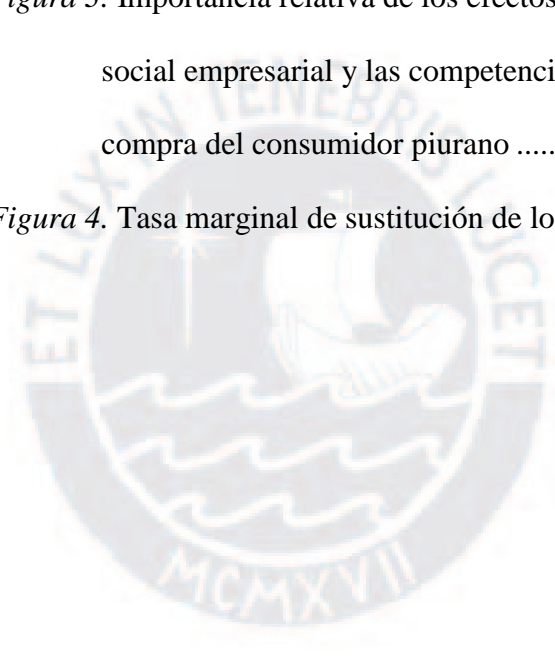 Figura 3. Importancia relativa de los efectos
social empresarial y las competenci
compra del consumidor piurano .....
Figura 4. Tasa marginal de sustitución de lo
ET LUX IN TENEBRIS LUCET
MCMXVII